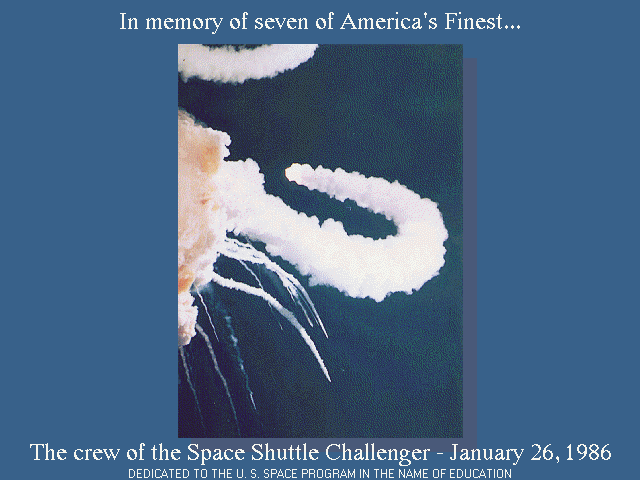 In memory of seven of America's Finest...
The crew of the Space Shuttle Challenger - January 26, 1986
DEDICATED TO THE U. S. SPACE PROGRAM IN THE NAME OF EDUCATION